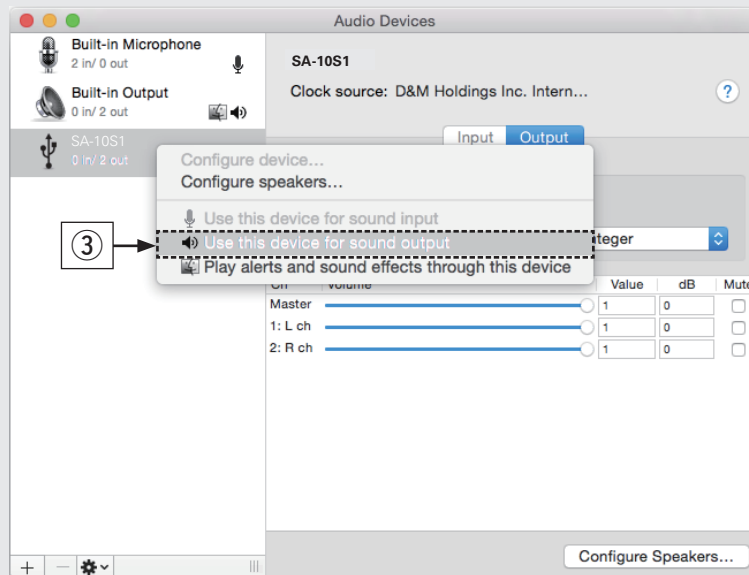 Audio Devices
Built-in Microphone
2 in/ 0 out
Built-in Output
0 in/ 2 out
SA-10S1
0 in/ 2 out
SA-10S1
Clock source: D&M Holdings Inc. Intern...
?
Input Output
Configure device...
Configure speakers...
Use this device for sound input
③
Use this device for sound output
teger
Play alerts and sound effects through this device
Ch Volume Value dB Mute
Master 1 0
1: L ch 1 0
2: R ch 1 0
Configure Speakers...